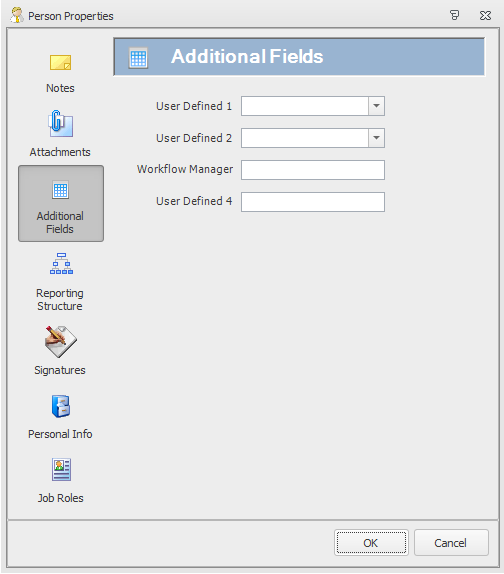 Person Properties
Additional Fields
Notes
Attachments
Additional
Fields
Reporting
Structure
Signatures
Personal Info
Job Roles
User Defined 1
User Defined 2
Workflow Manager
User Defined 4
OK
Cancel